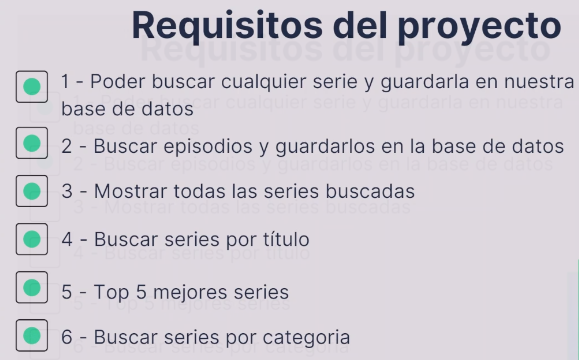 Requisitos del proyecto
1 - Poder buscar cualquier serie y guardarla en nuestra
base de datos
2 - Buscar episodios y guardarlos en la base de datos
3 - Mostrar todas las series buscadas
4 - Buscar series por título
5 - Top 5 mejores series
6 - Buscar series por categoria